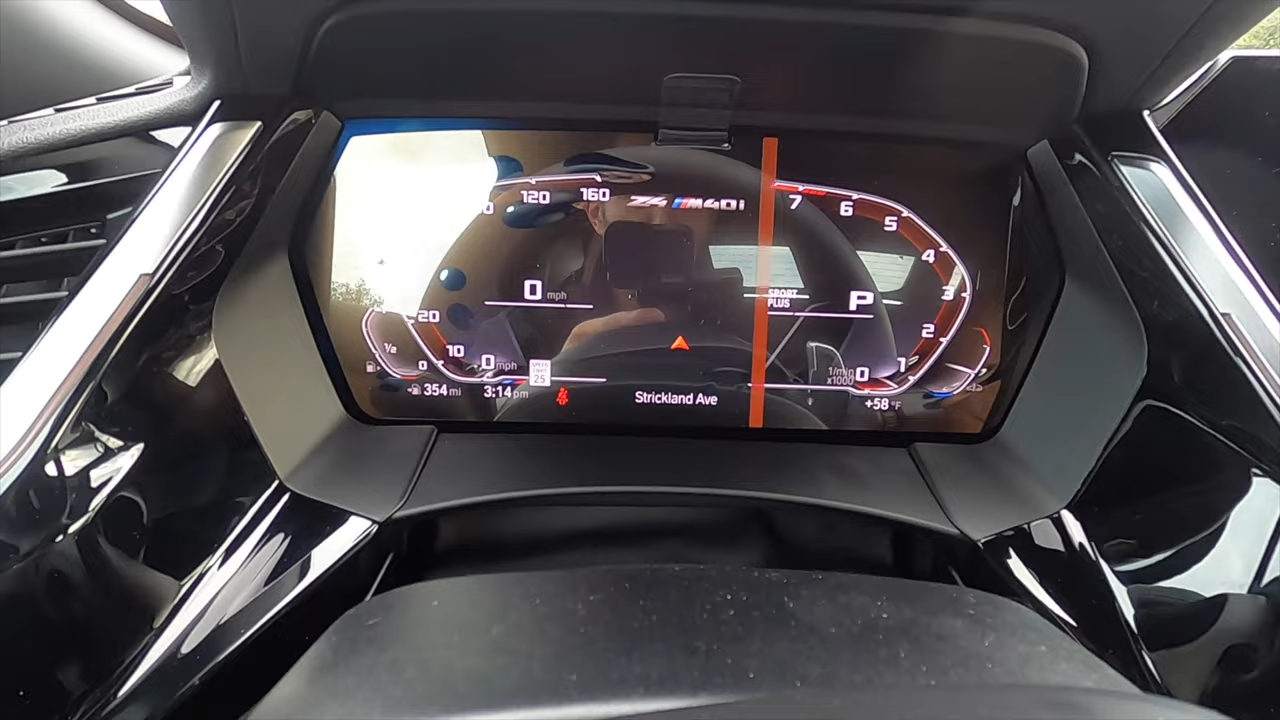 120
160
Z4 M40i
7
6
5
4
3
2
1
0
1/min
x1000
0 mph
SPORT
PLUS
P
20
10
½
0
0 mph
SPEED
LIMIT
25
354 mi
3:14 pm
Strickland Ave
+58 °F